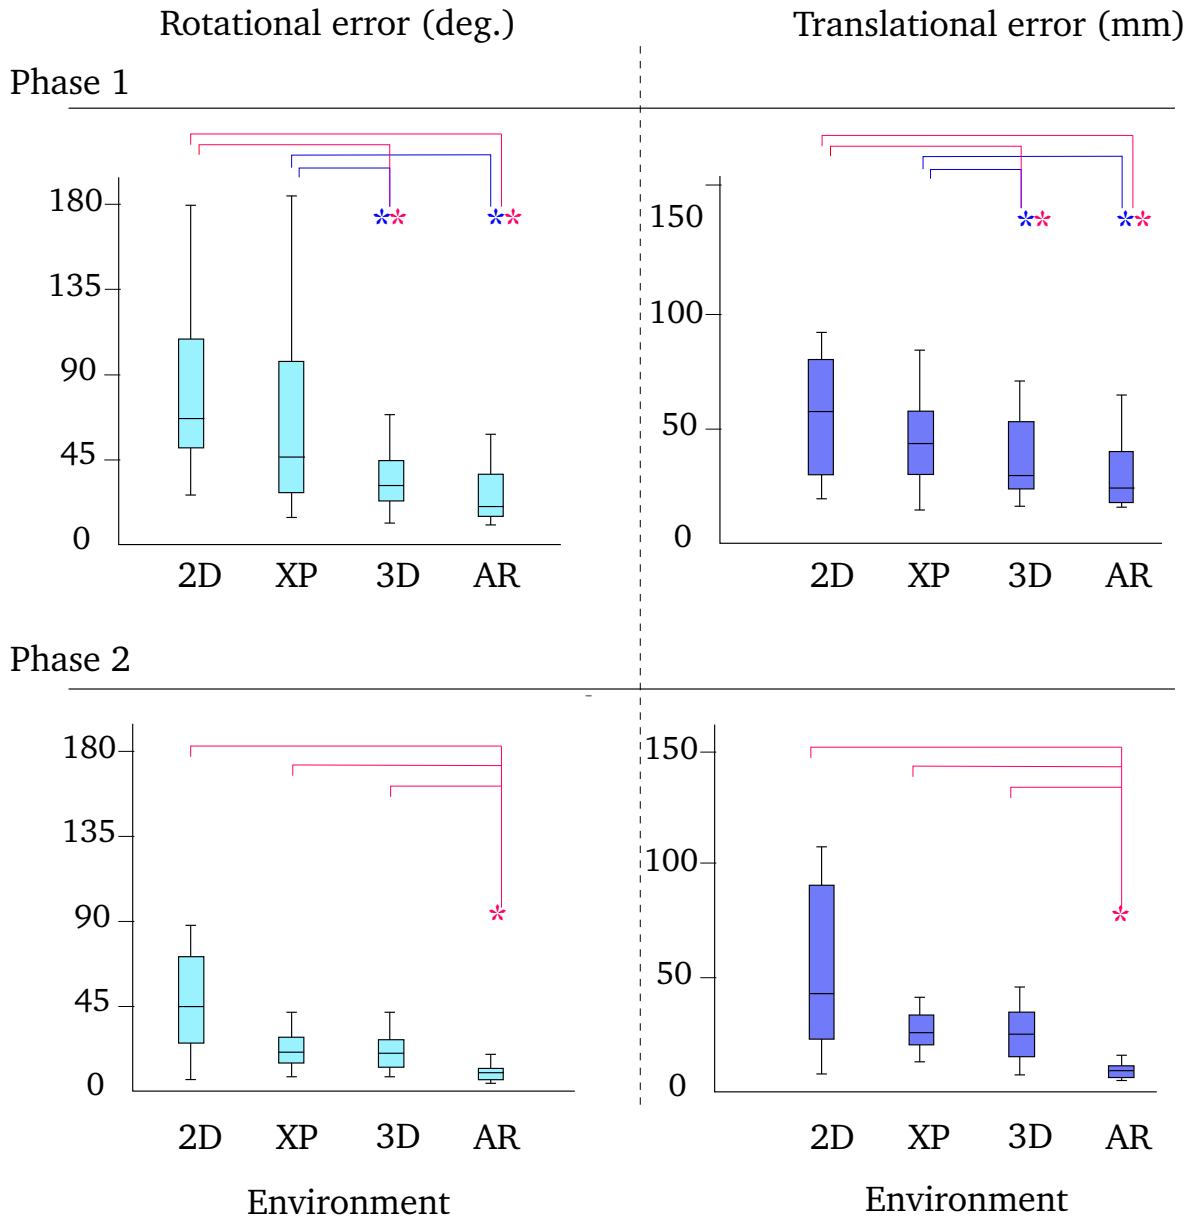 Rotational error (deg.)
Translational error (mm)
Phase 1
180
135
90
45
0
2D XP 3D AR
150
100
50
0
2D XP 3D AR
Phase 2
180
135
90
45
0
2D XP 3D AR
Environment
150
100
50
0
2D XP 3D AR
Environment